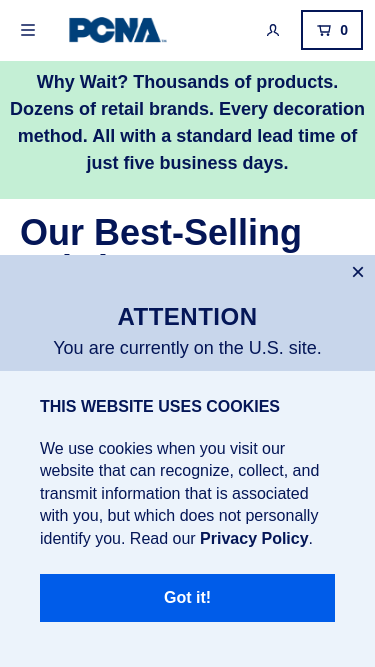 PCNA
0
Why Wait? Thousands of products.
Dozens of retail brands. Every decoration
method. All with a standard lead time of
just five business days.
Our Best-Selling
ATTENTION
You are currently on the U.S. site.
THIS WEBSITE USES COOKIES
We use cookies when you visit our
website that can recognize, collect, and
transmit information that is associated
with you, but which does not personally
identify you. Read our Privacy Policy.
Got it!